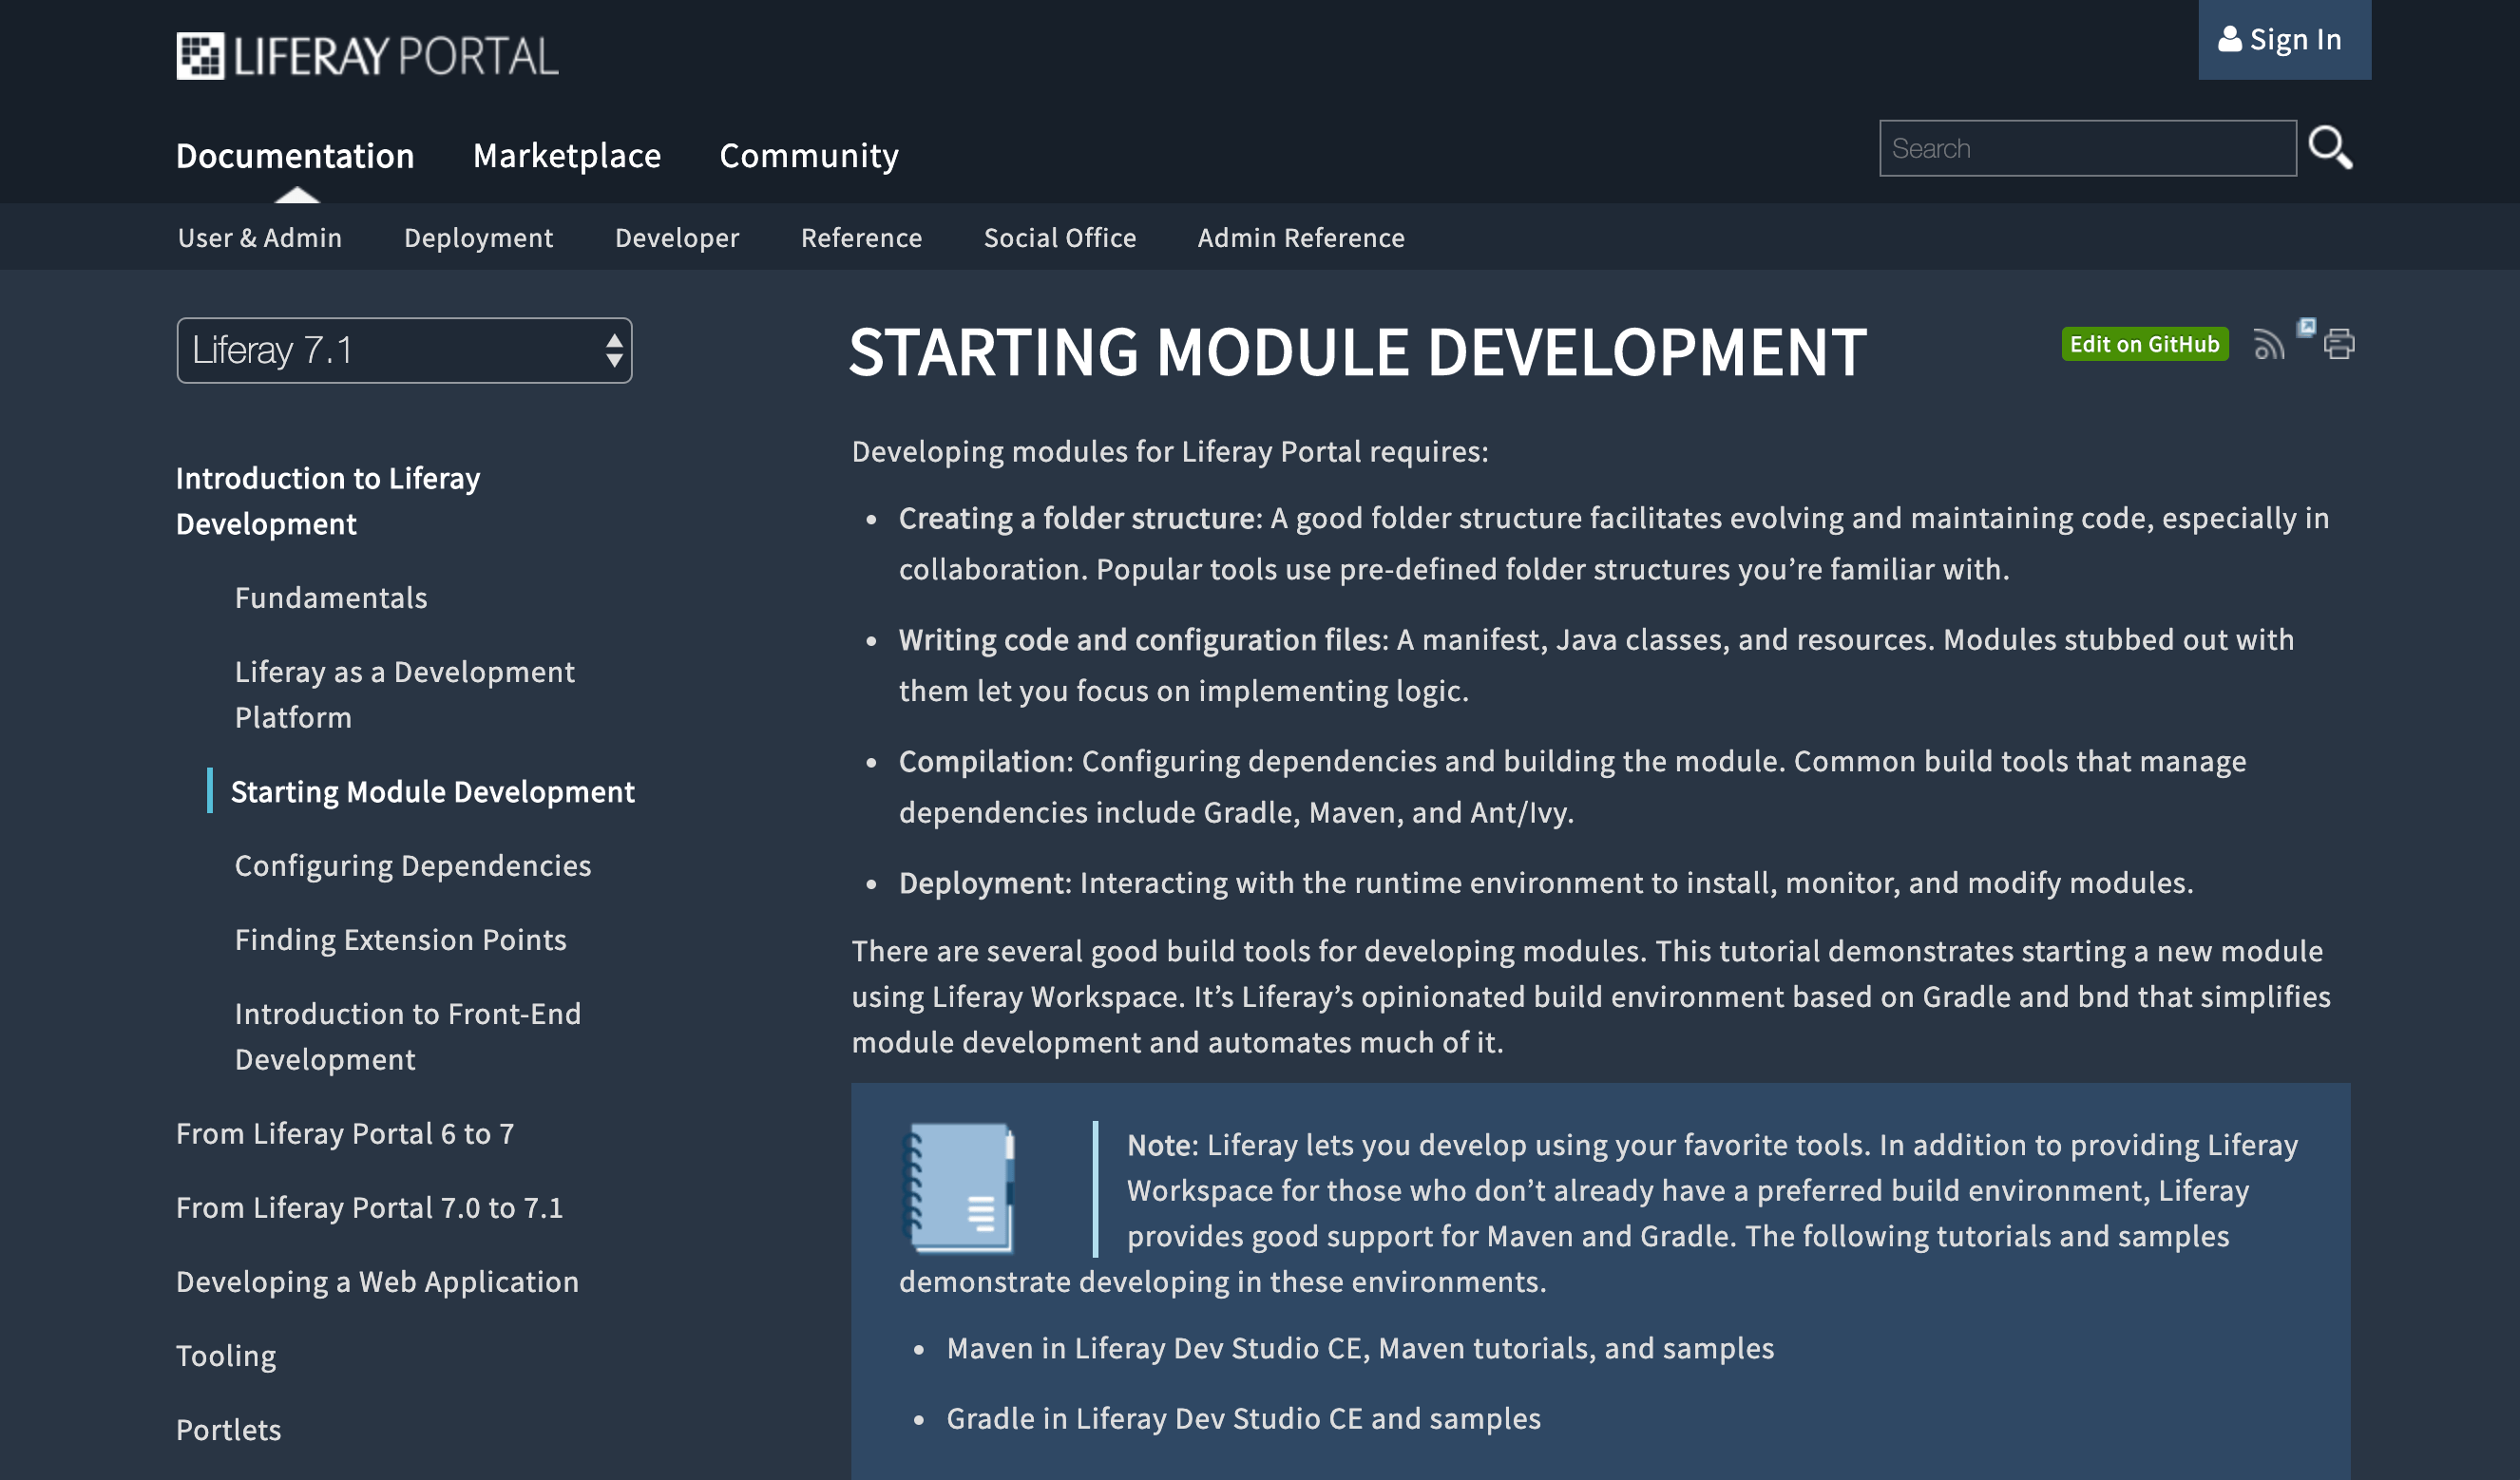 LIFERAY PORTAL
Sign In
Documentation
Marketplace
Community
Search
User & Admin
Deployment
Developer
Reference
Social Office
Admin Reference
Liferay 7.1
Introduction to Liferay
Development
Fundamentals
Liferay as a Development
Platform
Starting Module Development
Configuring Dependencies
Finding Extension Points
Introduction to Front-End
Development
From Liferay Portal 6 to 7
From Liferay Portal 7.0 to 7.1
Developing a Web Application
Tooling
Portlets
STARTING MODULE DEVELOPMENT
Edit on GitHub
Developing modules for Liferay Portal requires:
• Creating a folder structure: A good folder structure facilitates evolving and maintaining code, especially in
collaboration. Popular tools use pre-defined folder structures you’re familiar with.
• Writing code and configuration files: A manifest, Java classes, and resources. Modules stubbed out with
them let you focus on implementing logic.
• Compilation: Configuring dependencies and building the module. Common build tools that manage
dependencies include Gradle, Maven, and Ant/Ivy.
• Deployment: Interacting with the runtime environment to install, monitor, and modify modules.
There are several good build tools for developing modules. This tutorial demonstrates starting a new module
using Liferay Workspace. It’s Liferay’s opinionated build environment based on Gradle and bnd that simplifies
module development and automates much of it.
Note: Liferay lets you develop using your favorite tools. In addition to providing Liferay
Workspace for those who don’t already have a preferred build environment, Liferay
provides good support for Maven and Gradle. The following tutorials and samples
demonstrate developing in these environments.
• Maven in Liferay Dev Studio CE, Maven tutorials, and samples
• Gradle in Liferay Dev Studio CE and samples